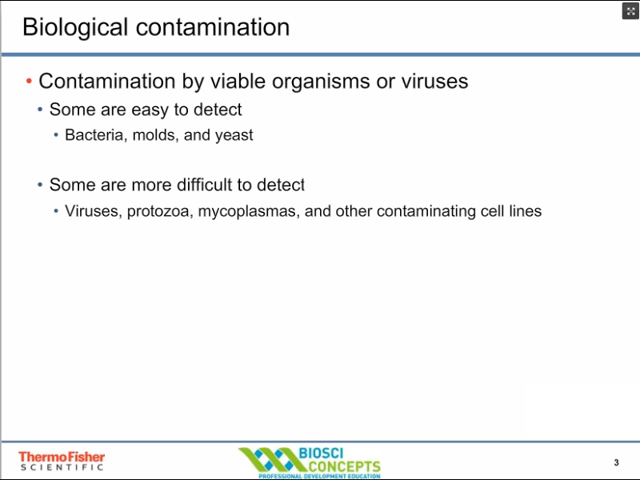 Biological contamination
• Contamination by viable organisms or viruses
• Some are easy to detect
• Bacteria, molds, and yeast
• Some are more difficult to detect
• Viruses, protozoa, mycoplasmas, and other contaminating cell lines
ThermoFisher
SCIENTIFIC
BIOSCI
CONCEPTS
PROFESSIONAL DEVELOPMENT EDUCATION
3